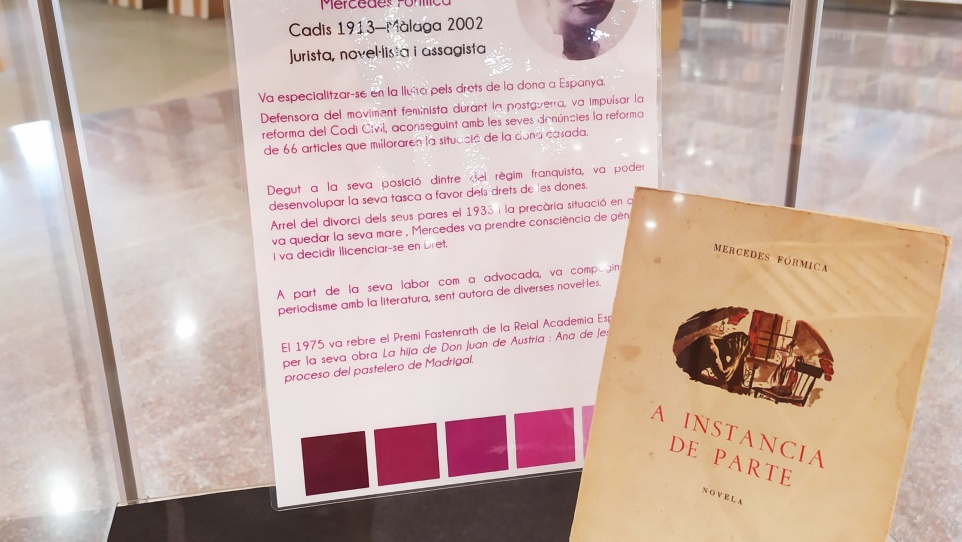 Mercedes Fórmica
Cadis 1913–Màlaga 2002
Jurista, novel·lista i assagista
Va especialitzar-se en la lluita pels drets de la dona a Espanya.
Defensora del moviment feminista durant la postguerra, va impulsar la
reforma del Codi Civil, aconseguint amb les seves denúncies la reforma
de 66 articles que milloraren la situació de la dona casada.
Degut a la seva posició dintre del règim franquista, va poder
desenvolupar la seva tasca a favor dels drets de les dones.
Arrel del divorci dels seus pares el 1933 i la precària situació en
va quedar la seva mare , Mercedes va prendre consciència de gèn
i va decidir llicenciar-se en Dret.
A part de la seva labor com a advocada, va compagin
periodisme amb la literatura, sent autora de diverses novel·les.
El 1975 va rebre el Premi Fastenrath de la Reial Academia Esp
per la seva obra La hija de Don Juan de Austria : Ana de Jes
proceso del pastelero de Madrigal.
MERCEDES FÓRMICA
A INSTANCIA
DE PARTE
NOVELA